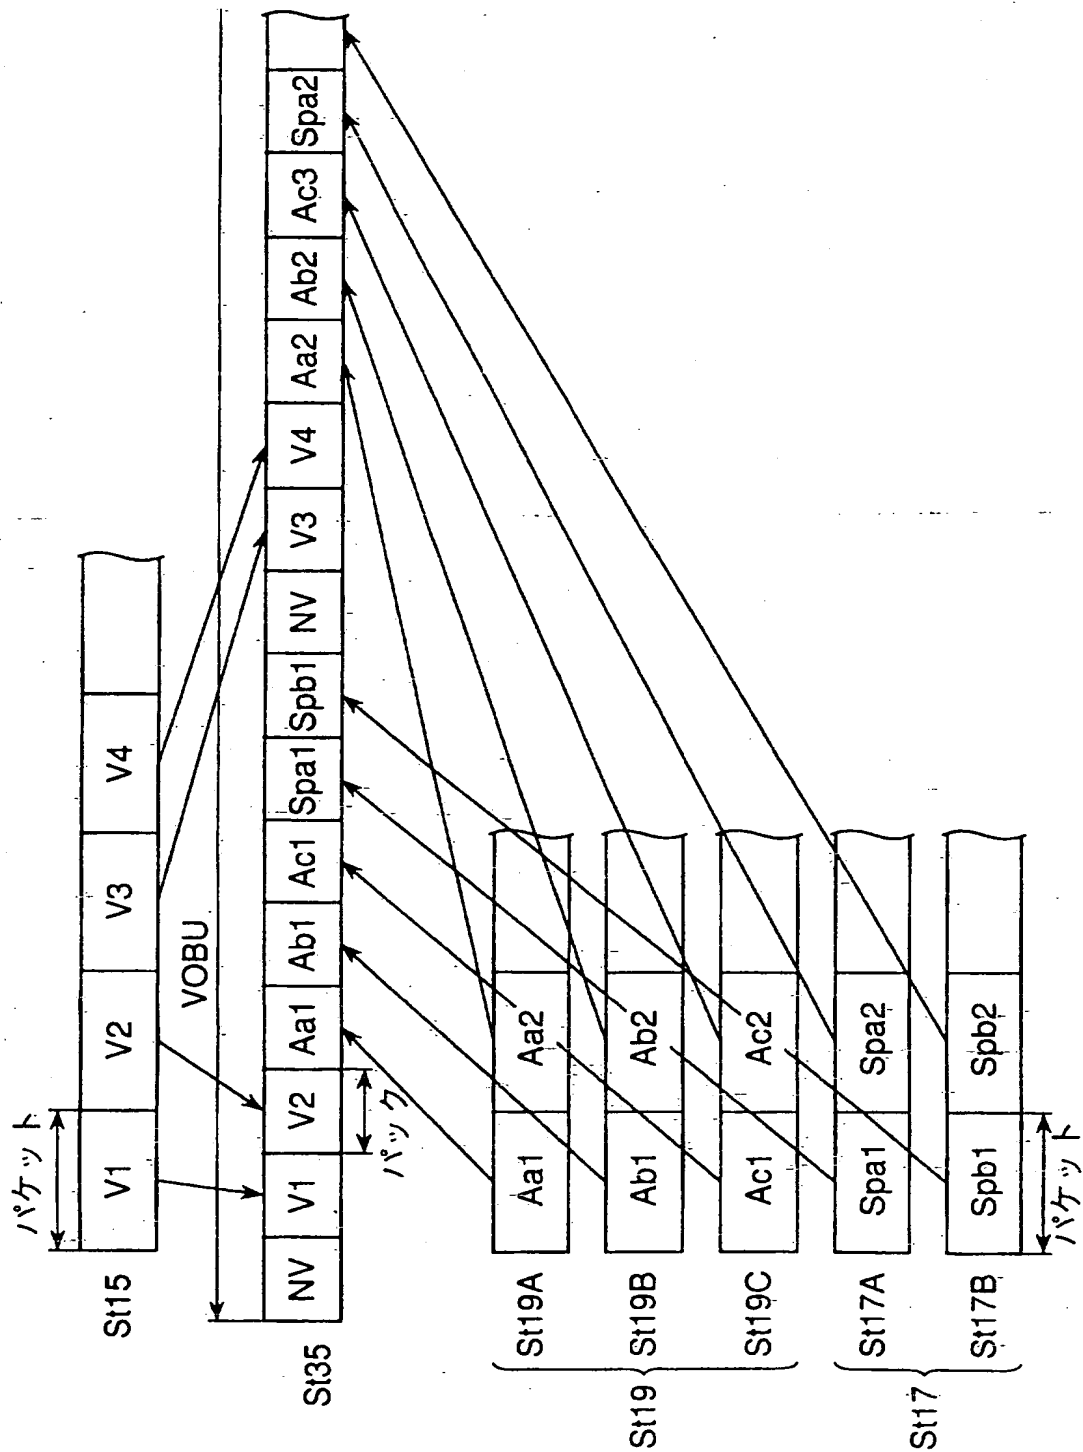 パケット
St15 V1 V2 V3 V4
VOBU
St35 NV V1 V2 Aa1 Ab1 Ac1 Spa1 Spb1 NV V3 V4 Aa2 Ab2 Ac3 Spa2
パック
St19
St19A Aa1 Aa2
St19B Ab1 Ab2
St19C Ac1 Ac2
St17
St17A Spa1 Spa2
St17B Spb1 Spb2
パケット